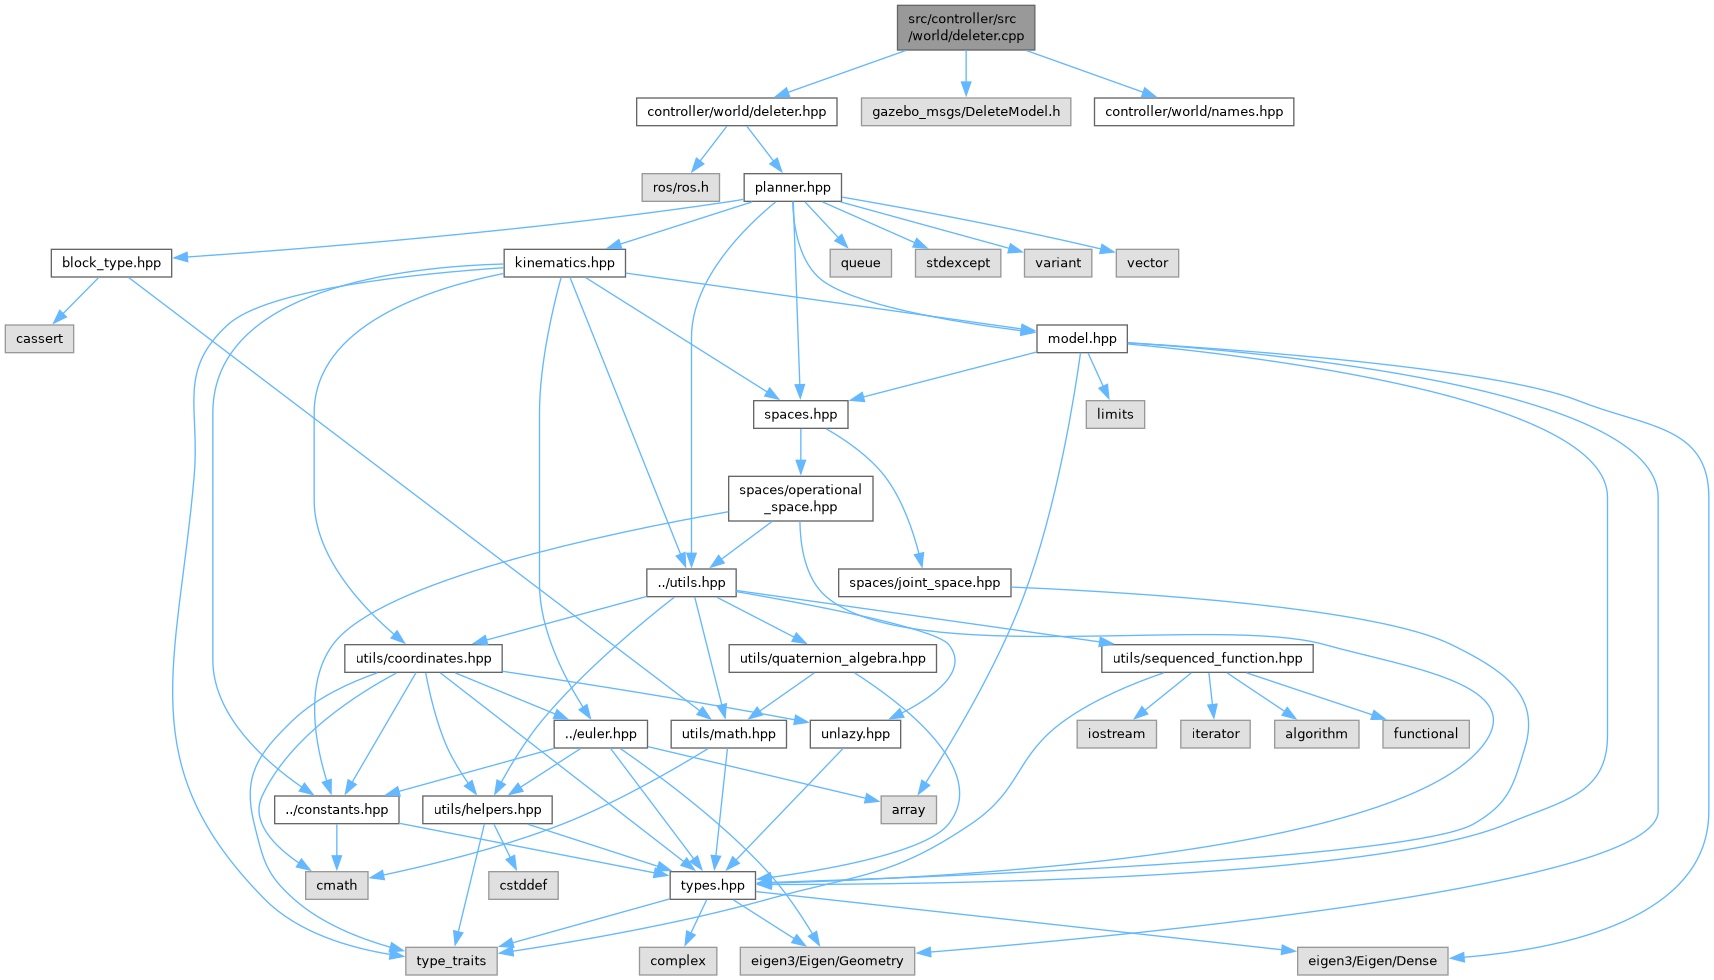 src/controller/src
/world/deleter.cpp
controller/world/deleter.hpp
gazebo_msgs/DeleteModel.h
controller/world/names.hpp
ros/ros.h
planner.hpp
block_type.hpp
kinematics.hpp
queue
stdexcept
variant
vector
cassert
model.hpp
spaces.hpp
limits
spaces/operational
_space.hpp
../utils.hpp
spaces/joint_space.hpp
utils/coordinates.hpp
utils/quaternion_algebra.hpp
utils/sequenced_function.hpp
../euler.hpp
utils/math.hpp
unlazy.hpp
iostream
iterator
algorithm
functional
../constants.hpp
utils/helpers.hpp
array
cmath
cstddef
types.hpp
type_traits
complex
eigen3/Eigen/Geometry
eigen3/Eigen/Dense